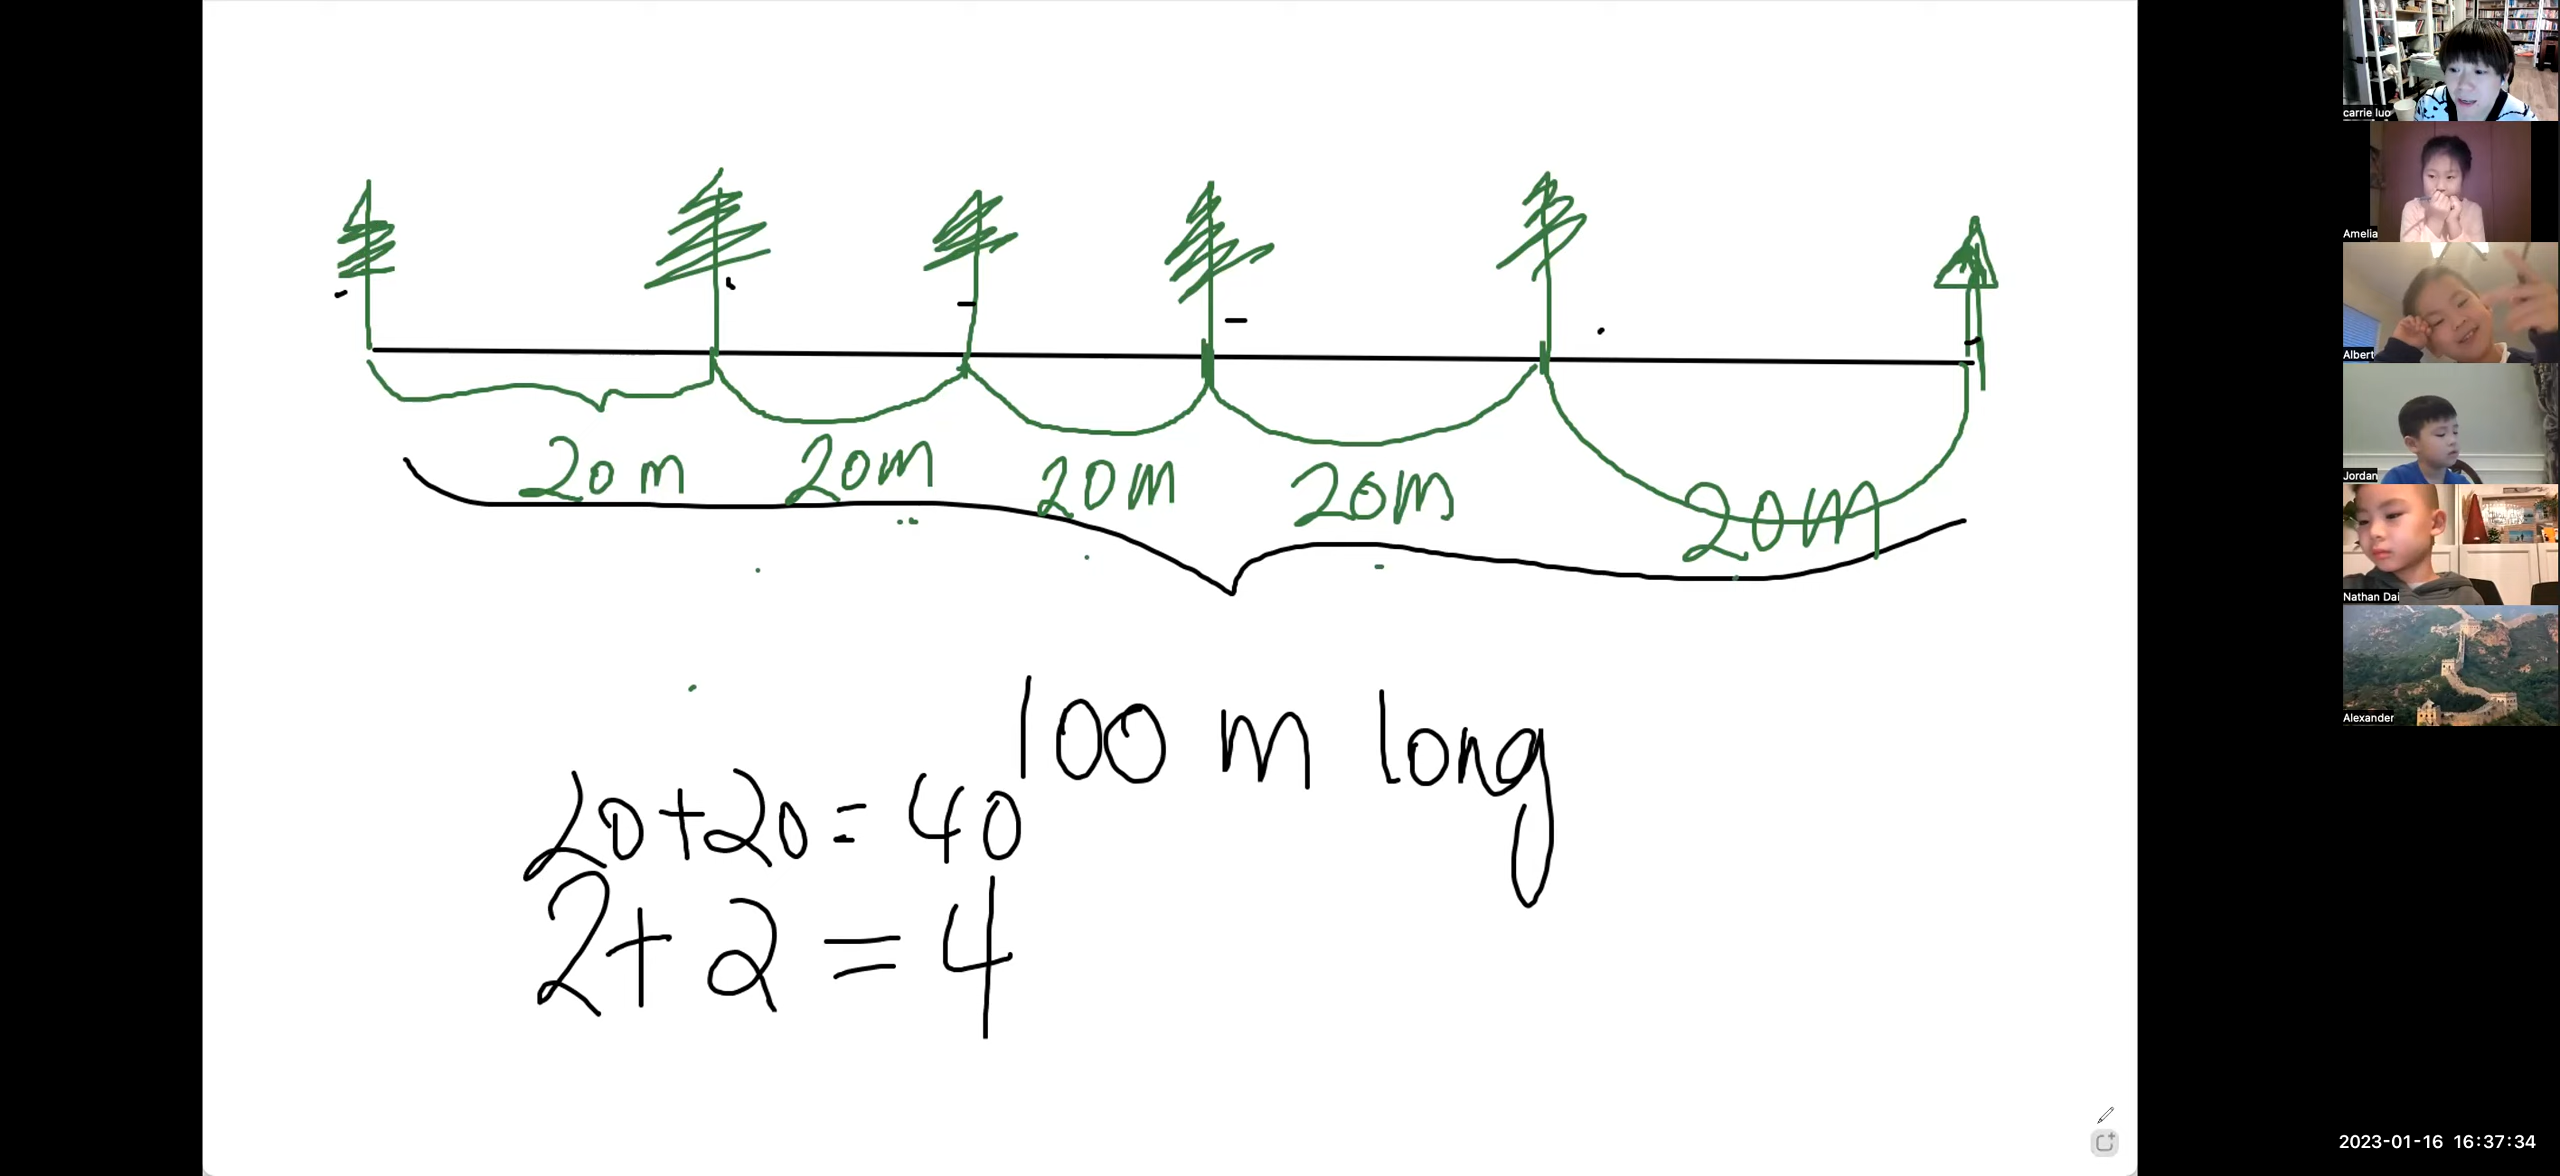 20m 20m 20m 20m 20m
100 m long
20+20=40
2+2=4
carrie luo
Amelia
Albert
Jordan
Nathan Dai
Alexander
2023-01-16 16:37:34